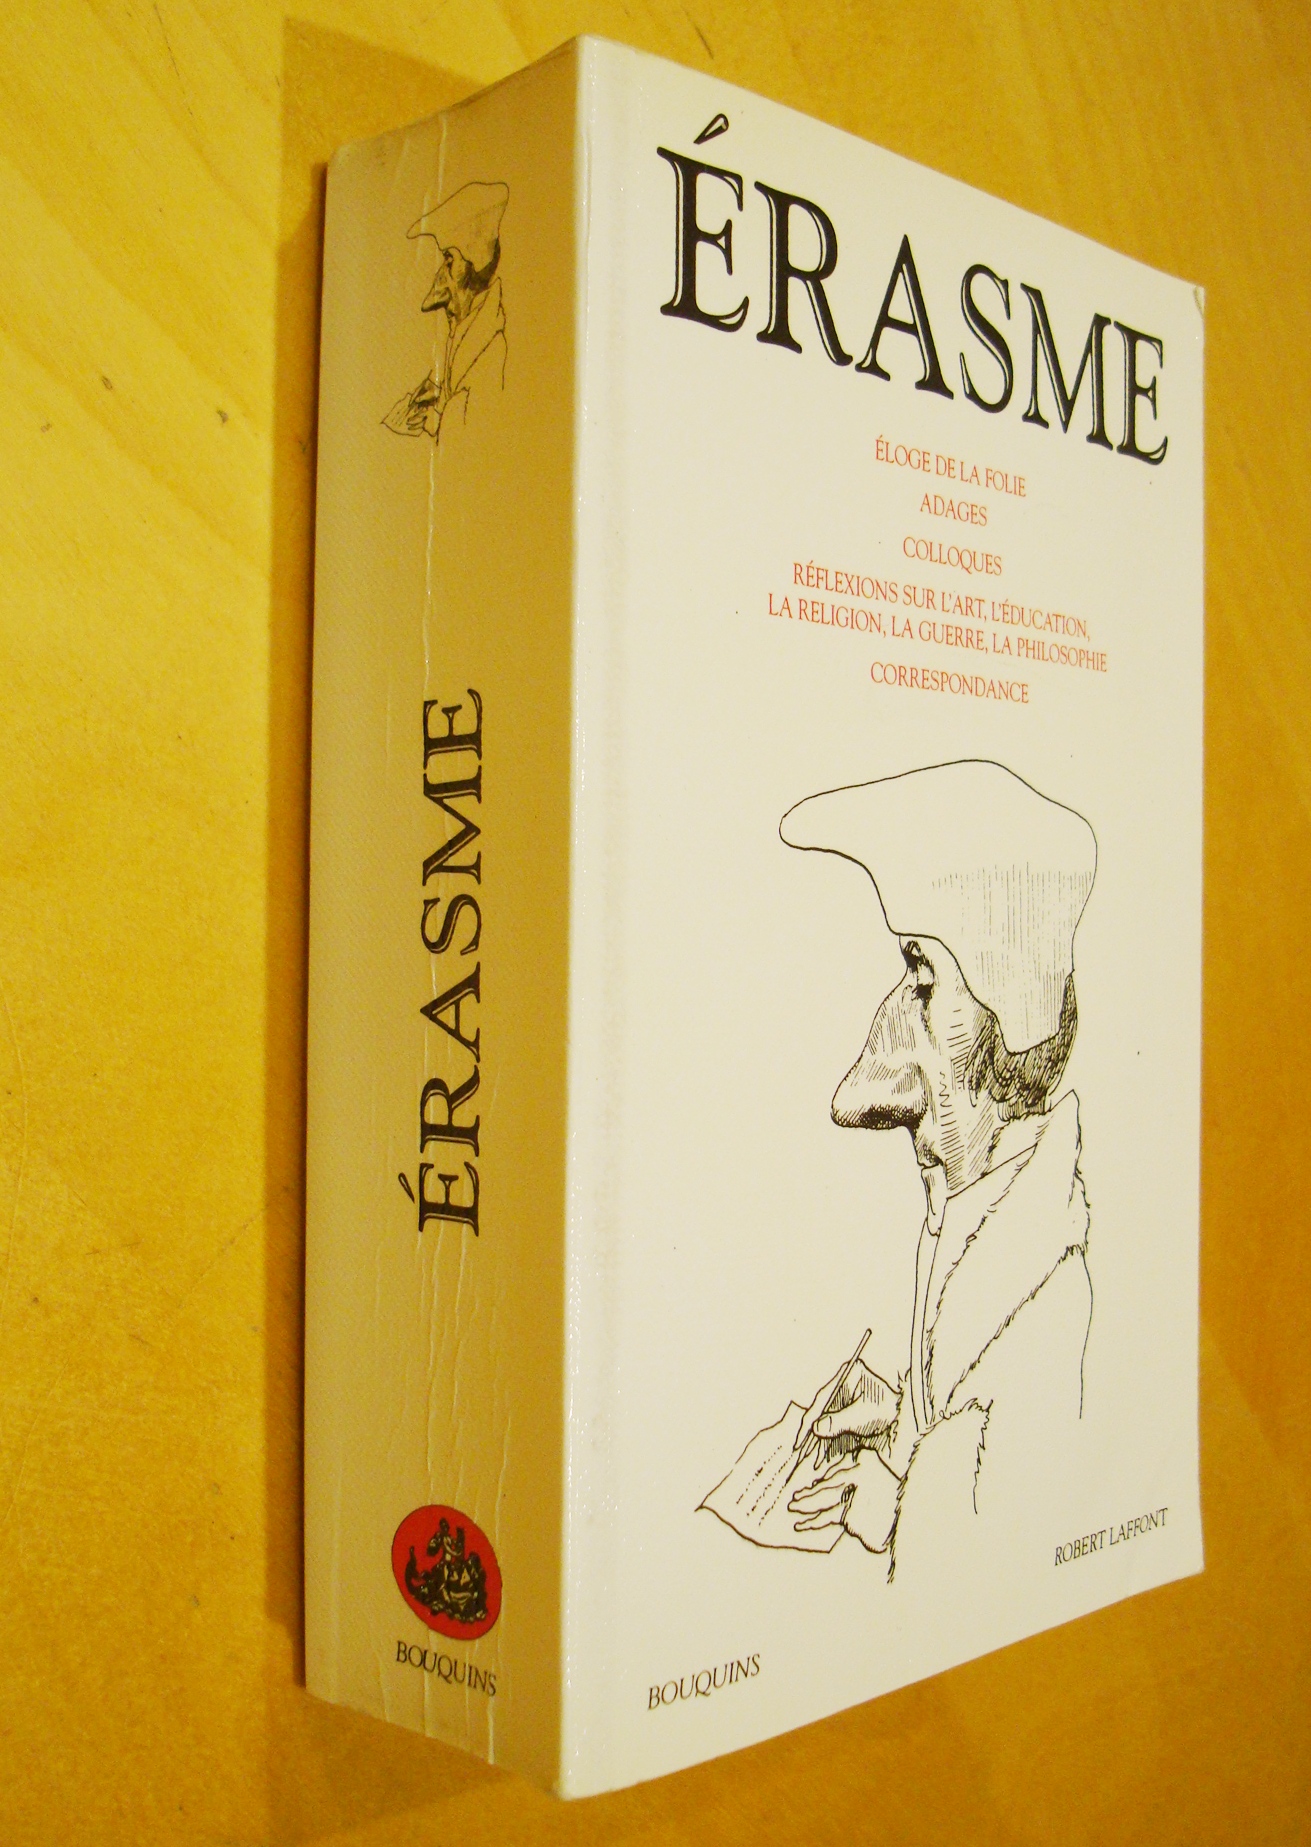 ÉRASME
ÉLOGE DE LA FOLIE
ADAGES
COLLOQUES
RÉFLEXIONS SUR L'ART, L'ÉDUCATION,
LA RELIGION, LA GUERRE, LA PHILOSOPHIE
CORRESPONDANCE
BOUQUINS
ROBERT LAFFONT
ÉRASME
BOUQUINS